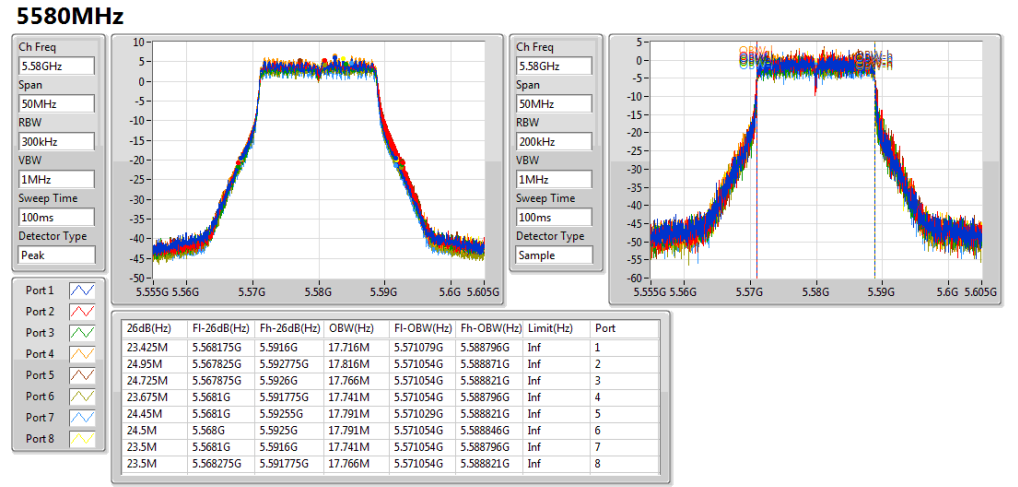 5580MHz
Ch Freq
5.58GHz
Span
50MHz
RBW
300kHz
VBW
1MHz
Sweep Time
100ms
Detector Type
Peak
10
5
0
-5
-10
-15
-20
-25
-30
-35
-40
-45
-50
5.555G 5.56G 5.57G 5.58G 5.59G 5.6G 5.605G
Ch Freq
5.58GHz
Span
50MHz
RBW
200kHz
VBW
1MHz
Sweep Time
100ms
Detector Type
Sample
5
0
-5
-10
-15
-20
-25
-30
-35
-40
-45
-50
-55
-60
5.555G 5.56G 5.57G 5.58G 5.59G 5.6G 5.605G
Port 1
Port 2
Port 3
Port 4
Port 5
Port 6
Port 7
Port 8
26dB(Hz) Fl-26dB(Hz) Fh-26dB(Hz) OBW(Hz) Fl-OBW(Hz) Fh-OBW(Hz) Limit(Hz) Port
23.425M 5.568175G 5.5916G 17.716M 5.571079G 5.588796G Inf 1
24.95M 5.567825G 5.592775G 17.816M 5.571054G 5.588871G Inf 2
24.725M 5.567875G 5.5926G 17.766M 5.571054G 5.588821G Inf 3
23.675M 5.5681G 5.591775G 17.741M 5.571054G 5.588796G Inf 4
24.45M 5.5681G 5.59255G 17.791M 5.571029G 5.588821G Inf 5
24.5M 5.568G 5.5925G 17.791M 5.571054G 5.588846G Inf 6
23.5M 5.5681G 5.5916G 17.741M 5.571054G 5.588796G Inf 7
23.5M 5.568275G 5.591775G 17.766M 5.571054G 5.588821G Inf 8